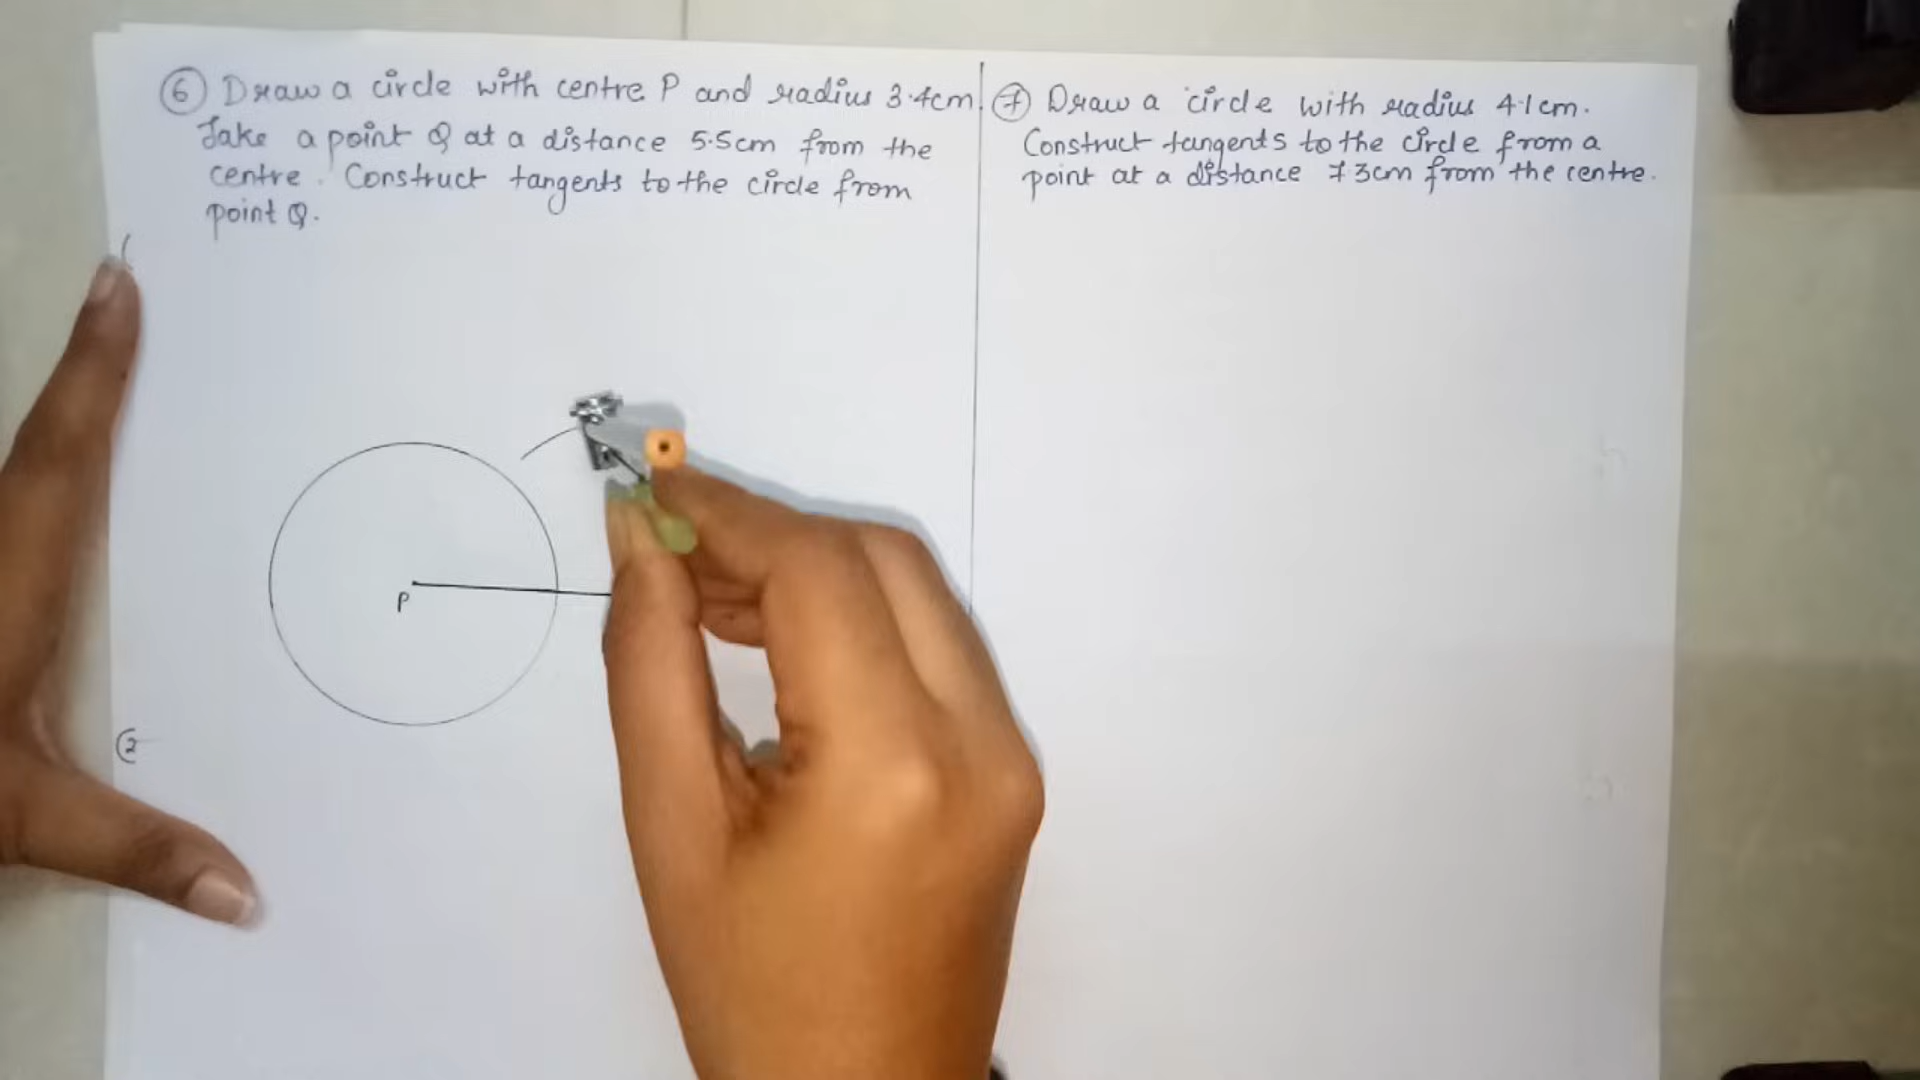 ⑥ Draw a circle with centre P and radius 3.4cm.
Take a point Q at a distance 5.5cm from the
centre. Construct tangents to the circle from
point Q.
⑦ Draw a circle with radius 4.1cm.
Construct tangents to the circle from a
point at a distance 7.3cm from the centre.
P
②